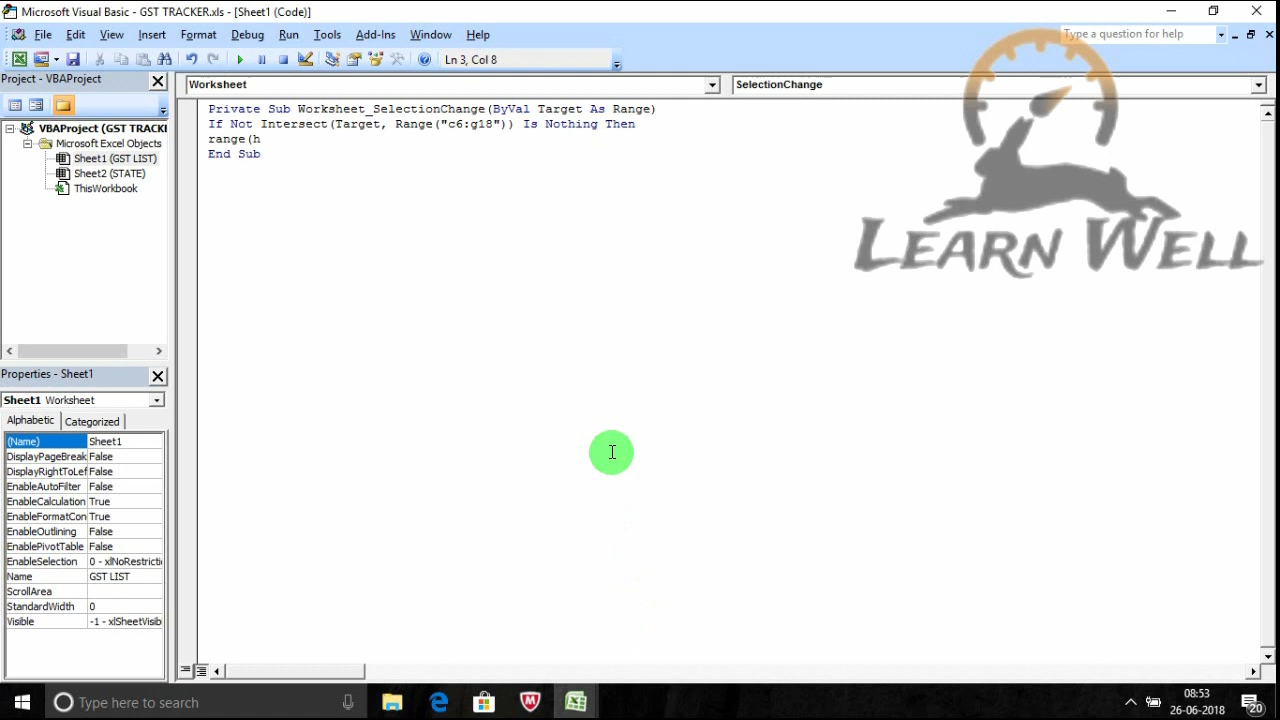 Microsoft Visual Basic - GST TRACKER.xls - [Sheet1 (Code)]
File Edit View Insert Format Debug Run Tools Add-Ins Window Help
Type a question for help
Ln 3, Col 8
Project - VBAProject
Worksheet
SelectionChange
VBAProject (GST TRACKI
Microsoft Excel Objects
Sheet1 (GST LIST)
Sheet2 (STATE)
ThisWorkbook
Private Sub Worksheet_SelectionChange(ByVal Target As Range)
If Not Intersect(Target, Range("c6:g18")) Is Nothing Then
range(h
End Sub
LEARN WELL
Properties - Sheet1
Sheet1 Worksheet
Alphabetic Categorized
(Name) Sheet1
DisplayPageBreak False
DisplayRightToLef False
EnableAutoFilter False
EnableCalculation True
EnableFormatCon True
EnableOutlining False
EnablePivotTable False
EnableSelection 0 - xlNoRestricti
Name GST LIST
ScrollArea
StandardWidth 0
Visible -1 - xlSheetVisib
Type here to search
08:53
26-06-2018
20